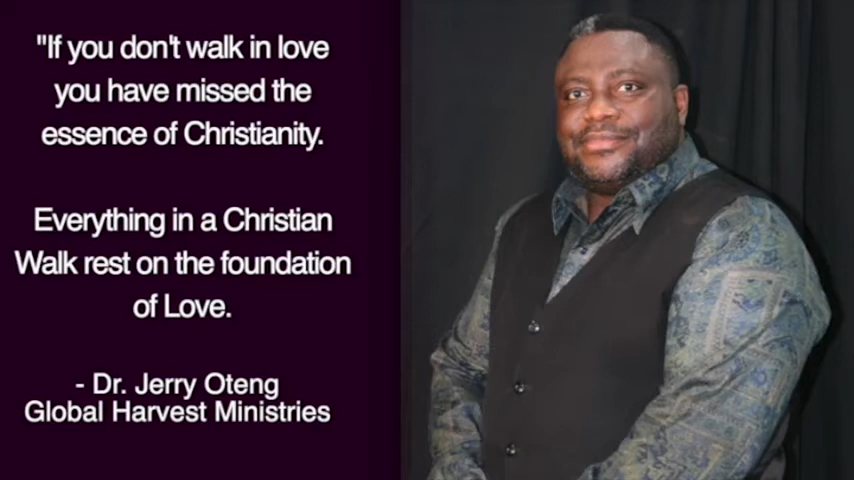 "If you don't walk in love
you have missed the
essence of Christianity.
Everything in a Christian
Walk rest on the foundation
of Love.
- Dr. Jerry Oteng
Global Harvest Ministries